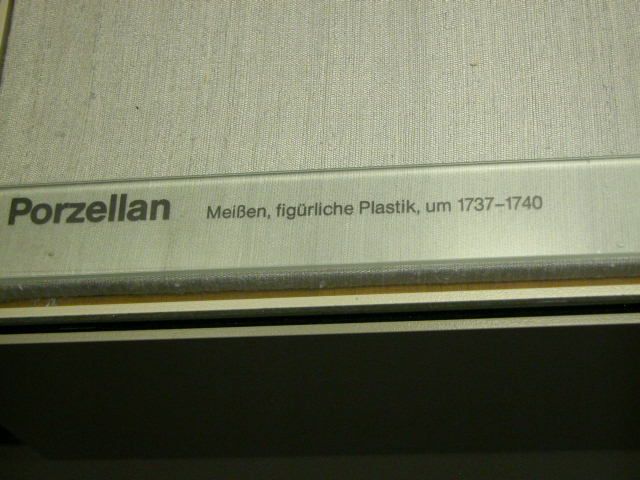 Porzellan Meißen, figürliche Plastik, um 1737–1740